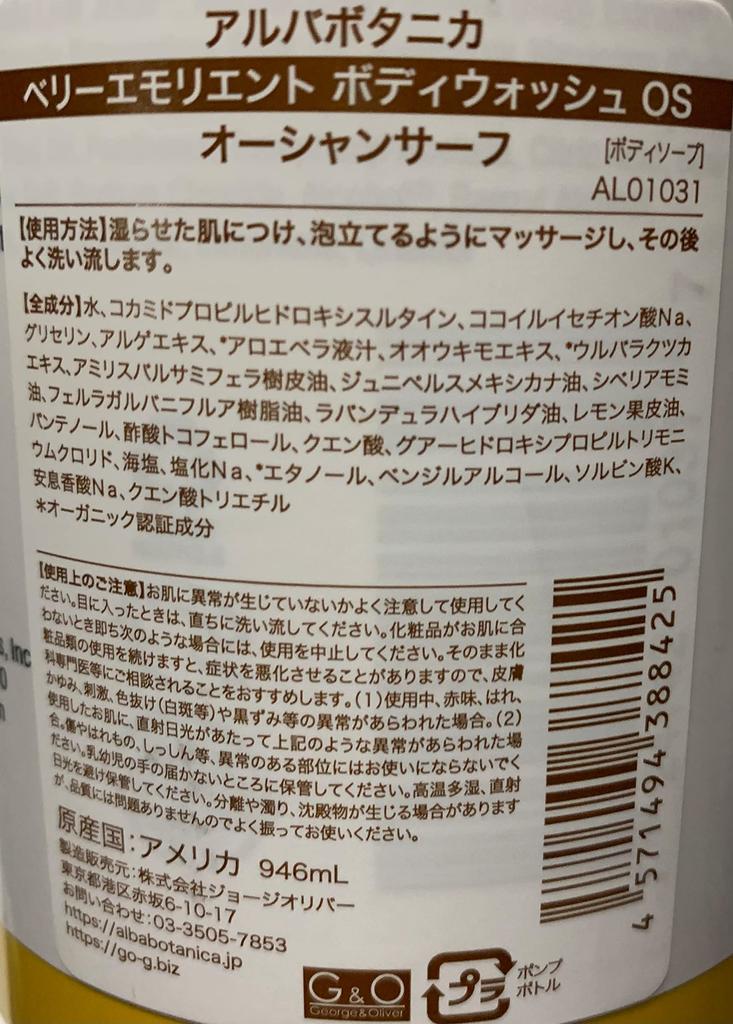 アルバボタニカ
ベリーエモリエント ボディウォッシュ OS
オーシャンサーフ
[ボディソープ]
AL01031
【使用方法】湿らせた肌につけ、泡立てるようにマッサージし、その後
よく洗い流します。
【全成分】水、コカミドプロピルヒドロキシスルタイン、ココイルイセチオン酸Na、
グリセリン、アルゲエキス、*アロエベラ液汁、オオウキモエキス、*ウルバラクツカ
エキス、アミリスバルサミフェラ樹皮油、ジュニペルスメキシカナ油、シベリアモミ
油、フェルラガルバニフルア樹脂油、ラバンデュラハイブリダ油、レモン果皮油、
パンテノール、酢酸トコフェロール、クエン酸、グアーヒドロキシプロピルトリモニ
ウムクロリド、海塩、塩化Na、*エタノール、ベンジルアルコール、ソルビン酸K、
安息香酸Na、クエン酸トリエチル
*オーガニック認証成分
【使用上のご注意】お肌に異常が生じていないかよく注意して使用してく
ださい。目に入ったときは、直ちに洗い流してください。化粧品がお肌に合
わないとき即ち次のような場合には、使用を中止してください。そのまま化
粧品類の使用を続けますと、症状を悪化させることがありますので、皮膚
科専門医等にご相談されることをおすすめします。(1)使用中、赤味、はれ、
かゆみ、刺激、色抜け(白斑等)や黒ずみ等の異常があらわれた場合。(2)
使用したお肌に、直射日光があたって上記のような異常があらわれた場
合。傷やはれもの、しっしん等、異常のある部位にはお使いにならないでく
ださい。乳幼児の手の届かないところに保管してください。高温多湿、直射
日光を避け保管してください。分離や濁り、沈殿物が生じる場合があります
が、品質には問題ありませんのでよく振ってお使いください。
原産国:アメリカ 946mL
製造販売元:株式会社ジョージオリバー
東京都港区赤坂6-10-17
お問い合わせ:03-3505-7853
https://albabotanica.jp
https://go-g.biz
4 571494 388425
G&O
George&Oliver
プラ
ポンプ
ボトル
s, Inc